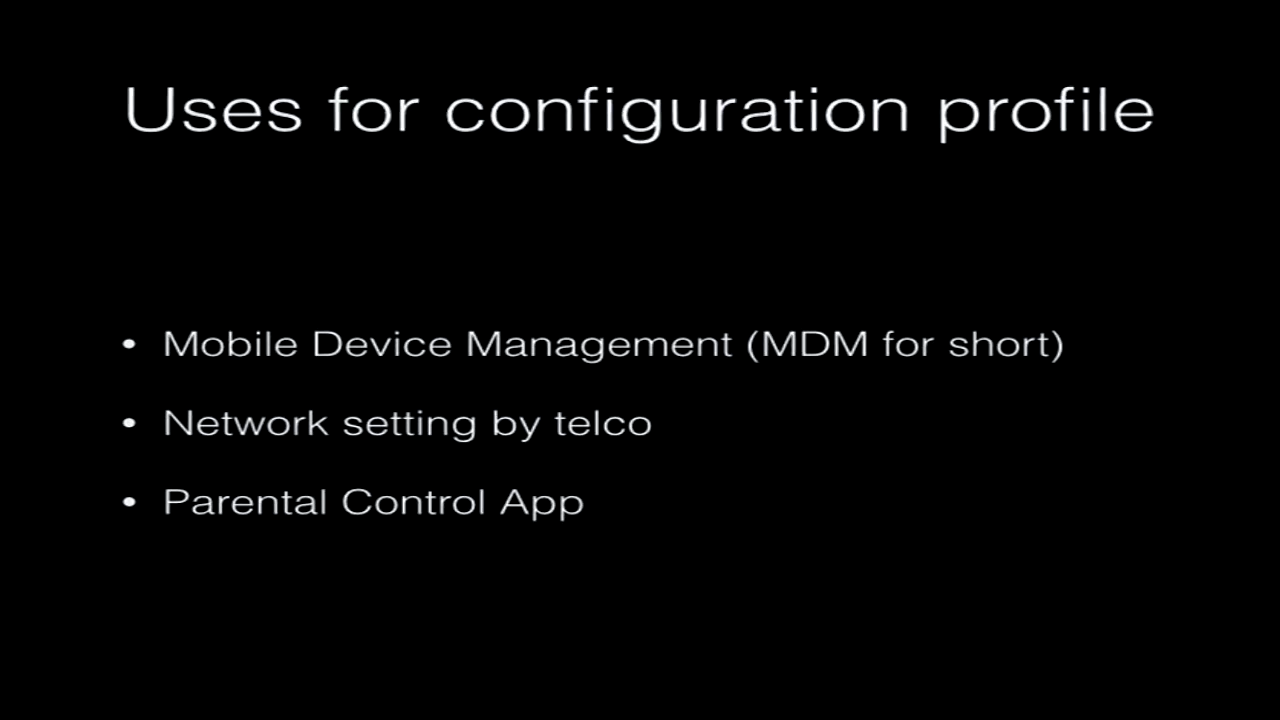 Uses for configuration profile
• Mobile Device Management (MDM for short)
• Network setting by telco
• Parental Control App